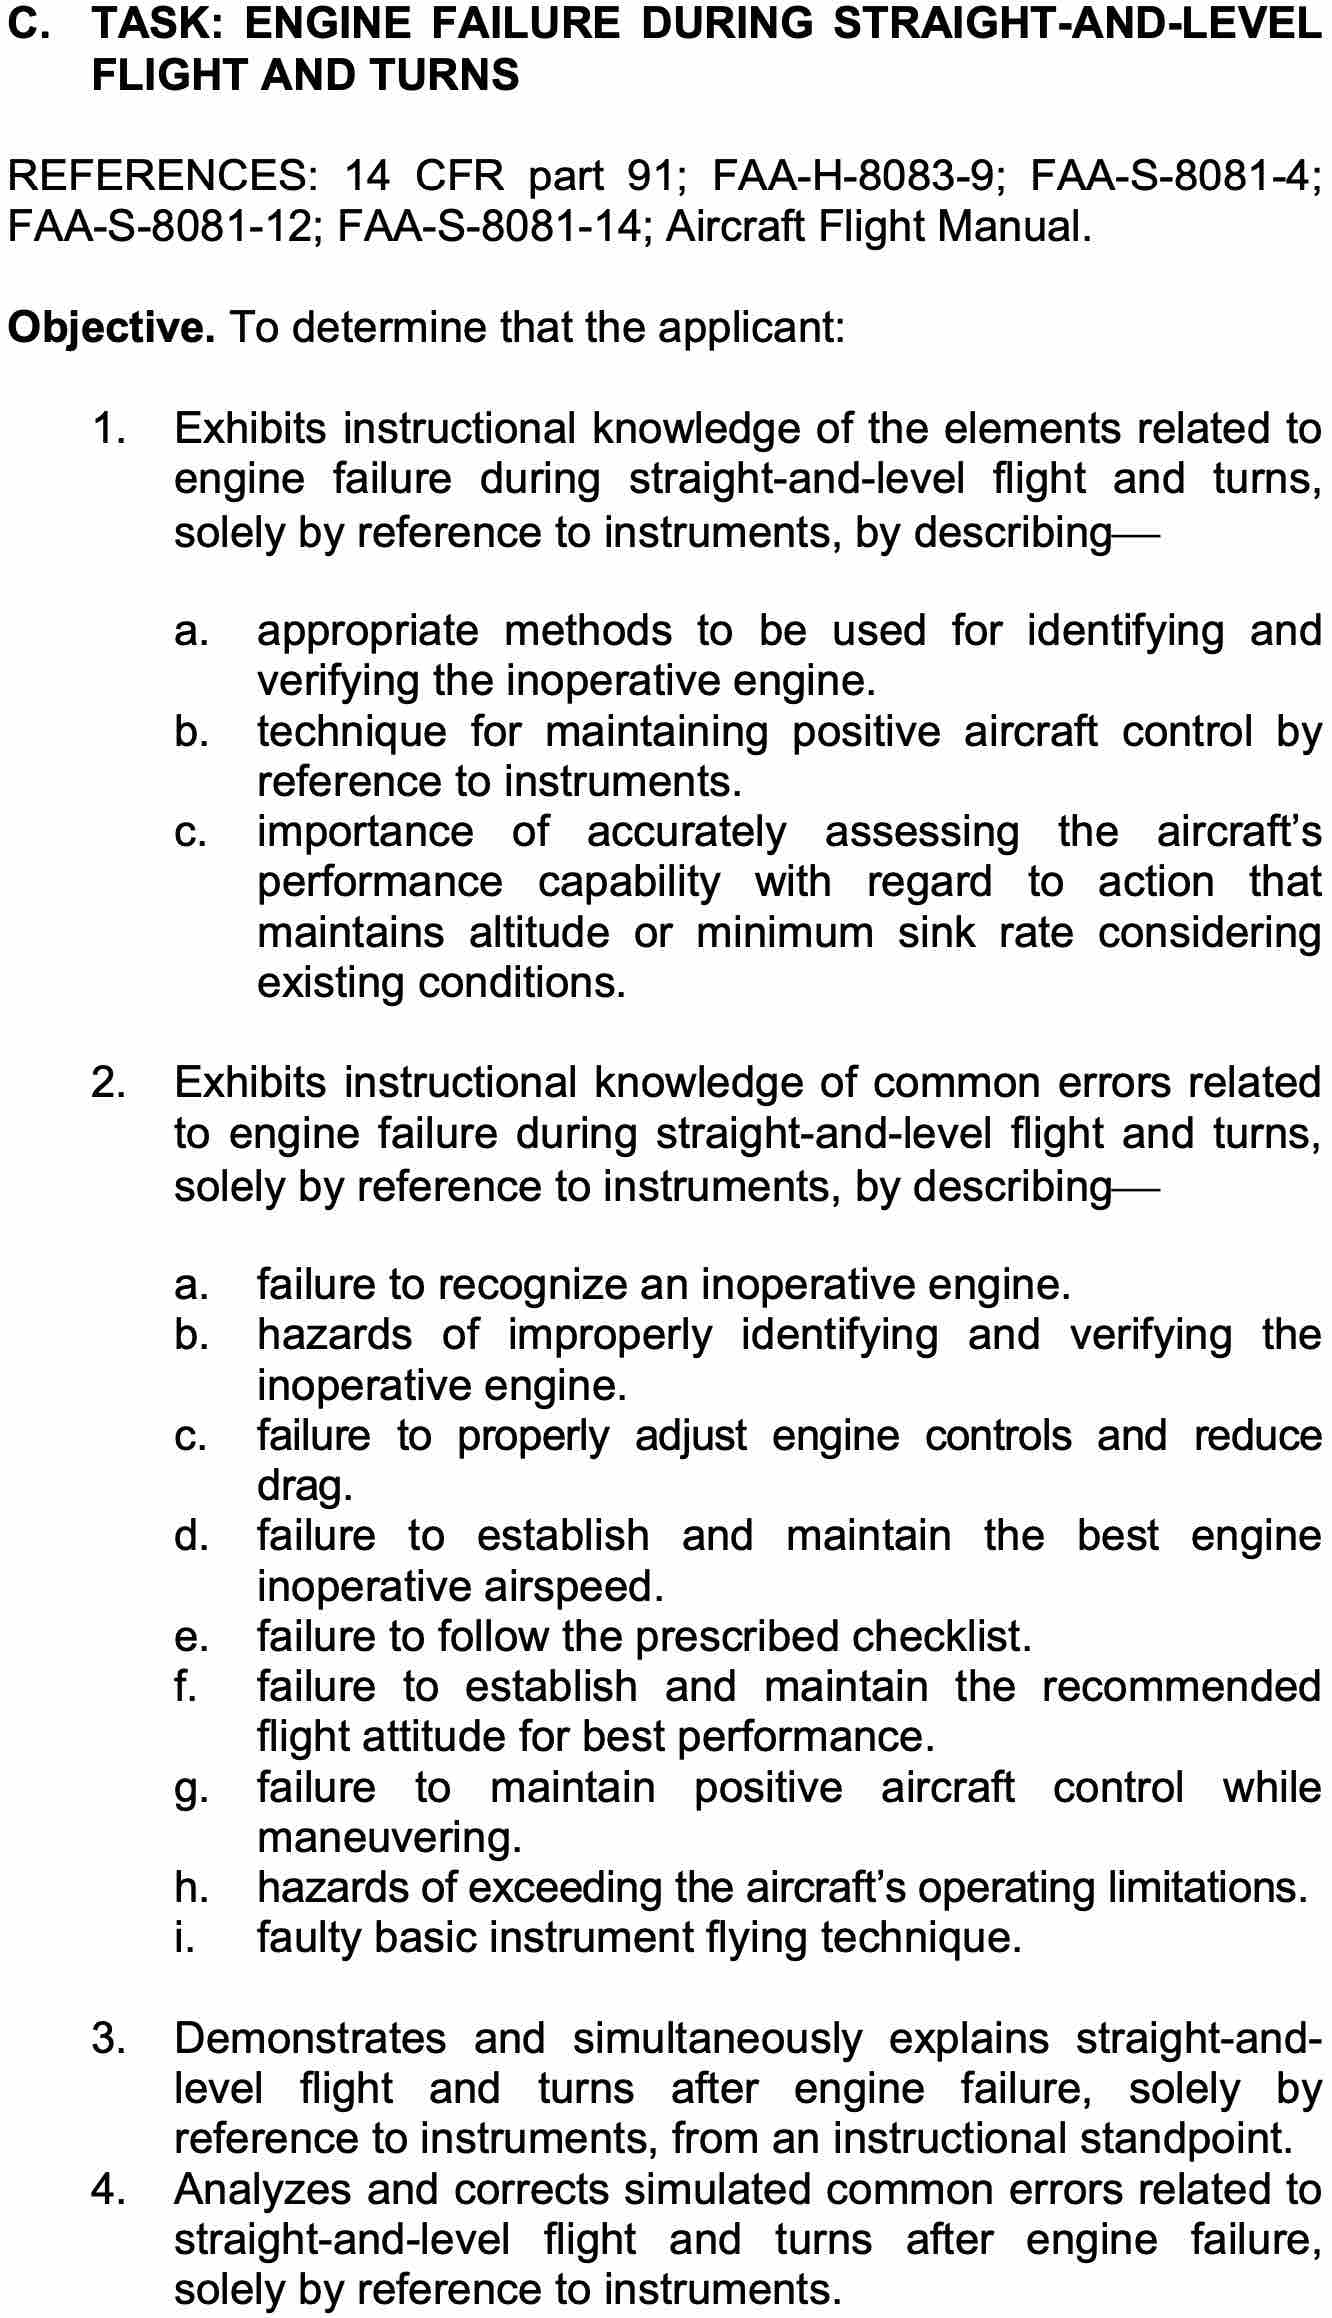 C. TASK: ENGINE FAILURE DURING STRAIGHT-AND-LEVEL
FLIGHT AND TURNS
REFERENCES: 14 CFR part 91; FAA-H-8083-9; FAA-S-8081-4;
FAA-S-8081-12; FAA-S-8081-14; Aircraft Flight Manual.
Objective. To determine that the applicant:
1. Exhibits instructional knowledge of the elements related to
engine failure during straight-and-level flight and turns,
solely by reference to instruments, by describing—
a. appropriate methods to be used for identifying and
verifying the inoperative engine.
b. technique for maintaining positive aircraft control by
reference to instruments.
c. importance of accurately assessing the aircraft's
performance capability with regard to action that
maintains altitude or minimum sink rate considering
existing conditions.
2. Exhibits instructional knowledge of common errors related
to engine failure during straight-and-level flight and turns,
solely by reference to instruments, by describing—
a. failure to recognize an inoperative engine.
b. hazards of improperly identifying and verifying the
inoperative engine.
c. failure to properly adjust engine controls and reduce
drag.
d. failure to establish and maintain the best engine
inoperative airspeed.
e. failure to follow the prescribed checklist.
f. failure to establish and maintain the recommended
flight attitude for best performance.
g. failure to maintain positive aircraft control while
maneuvering.
h. hazards of exceeding the aircraft's operating limitations.
i. faulty basic instrument flying technique.
3. Demonstrates and simultaneously explains straight-and-
level flight and turns after engine failure, solely by
reference to instruments, from an instructional standpoint.
4. Analyzes and corrects simulated common errors related to
straight-and-level flight and turns after engine failure,
solely by reference to instruments.